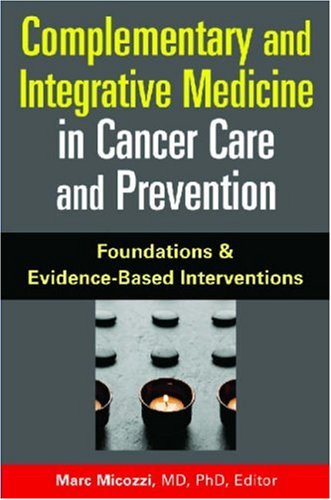 Complementary and
Integrative Medicine
in Cancer Care
and Prevention
Foundations &
Evidence-Based Interventions
Marc Micozzi, MD, PhD, Editor